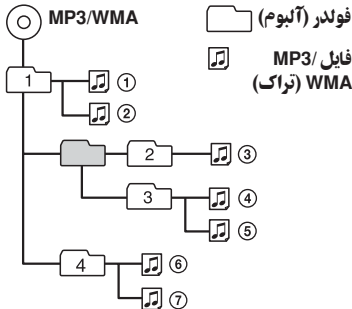 MP3/WMA
فولدر (آلبوم)
فایل /MP3
WMA (تراک)
1
①
②
2
③
3
④
⑤
4
⑥
⑦